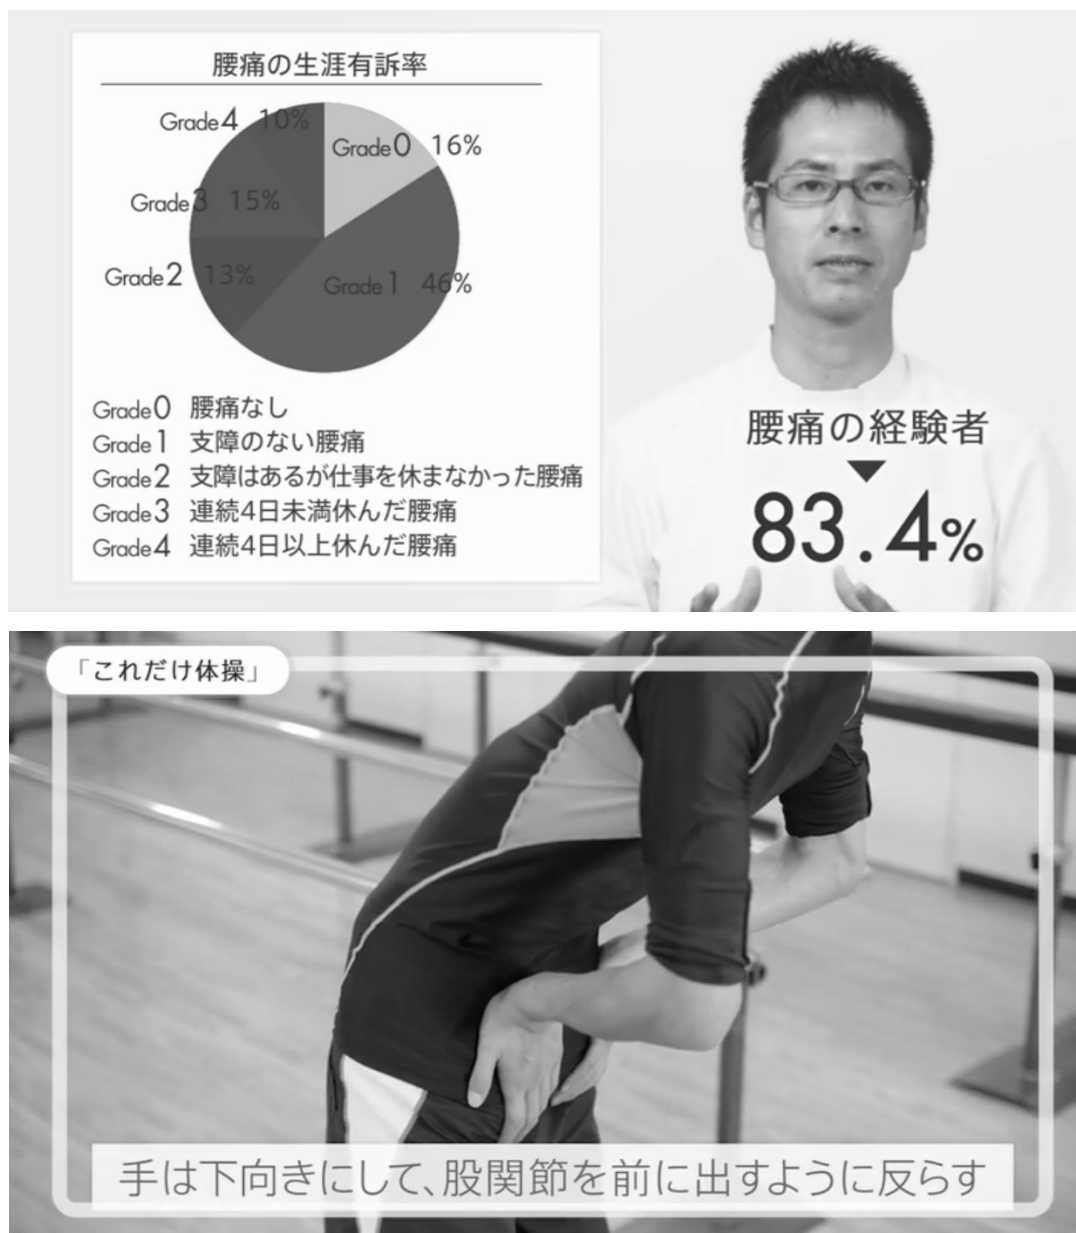 腰痛の生涯有訴率
Grade4 10%
Grade0 16%
Grade3 15%
Grade2 13%
Grade1 46%
Grade0 腰痛なし
Grade1 支障のない腰痛
Grade2 支障はあるが仕事を休まなかった腰痛
Grade3 連続4日未満休んだ腰痛
Grade4 連続4日以上休んだ腰痛
腰痛の経験者
▼
83.4%
「これだけ体操」
手は下向きにして、股関節を前に出すように反らす